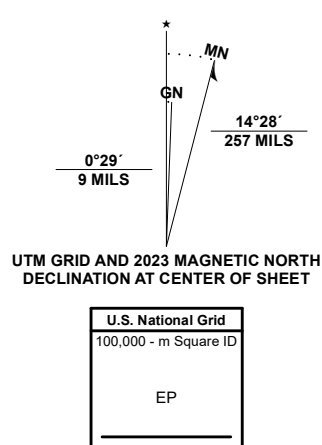 ★
MN
GN
0°29´
9 MILS
14°28´
257 MILS
UTM GRID AND 2023 MAGNETIC NORTH
DECLINATION AT CENTER OF SHEET
U.S. National Grid
100,000 - m Square ID
EP